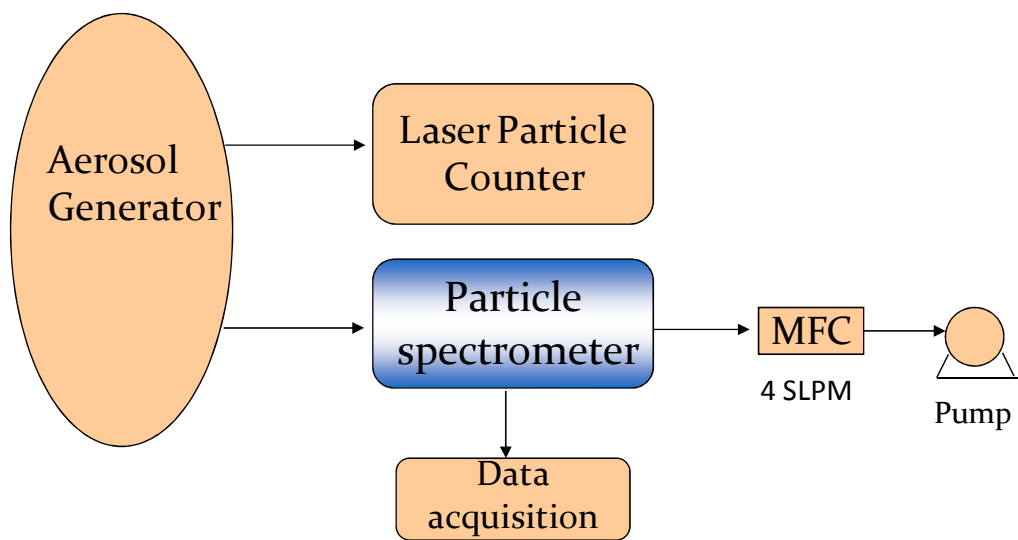 Aerosol
Generator
Laser Particle
Counter
Particle
spectrometer
MFC
4 SLPM
Pump
Data
acquisition